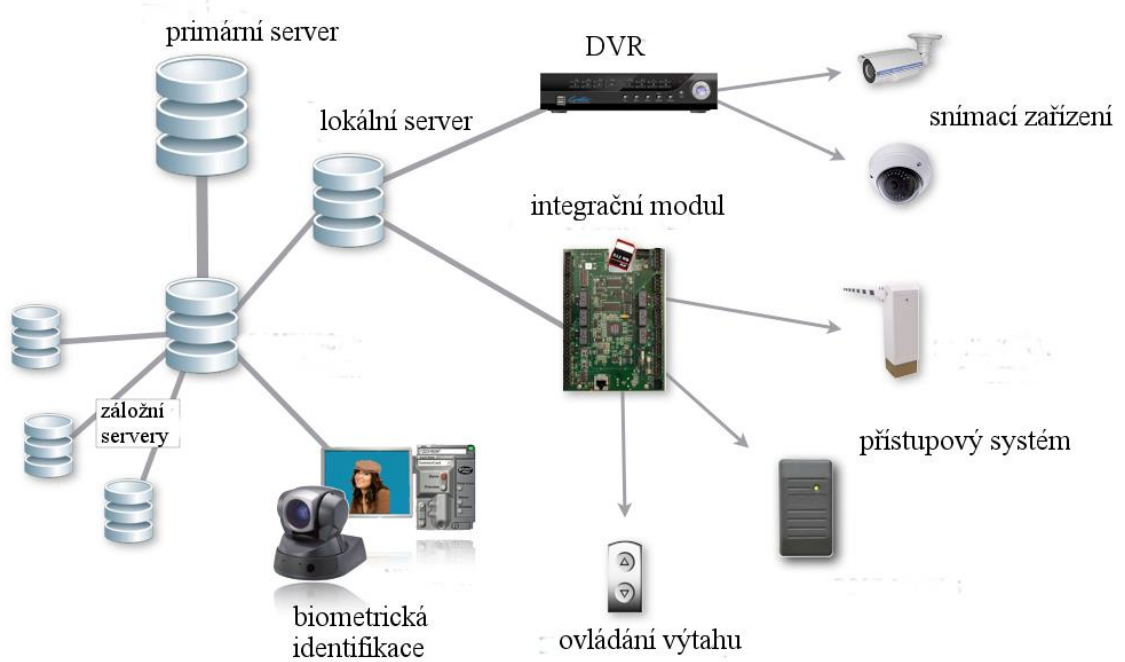 primární server
DVR
lokální server
snímací zařízení
integrační modul
záložní
servery
přístupový systém
biometrická
identifikace
ovládání výtahu